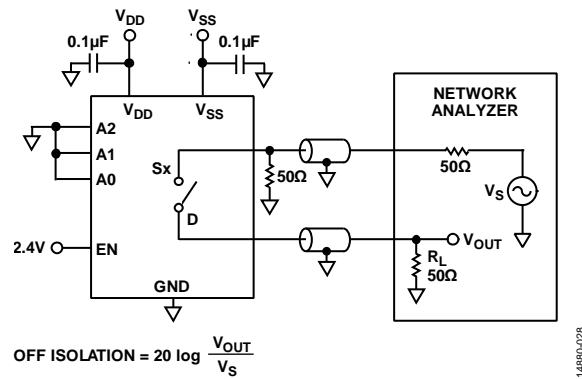 VDD
VSS
0.1µF
0.1µF
VDD
VSS
NETWORK
ANALYZER
A2
A1
A0
Sx
50Ω
50Ω
VS
D
2.4V
EN
VOUT
RL
50Ω
GND
OFF ISOLATION = 20 log VOUT
VS
14880-028